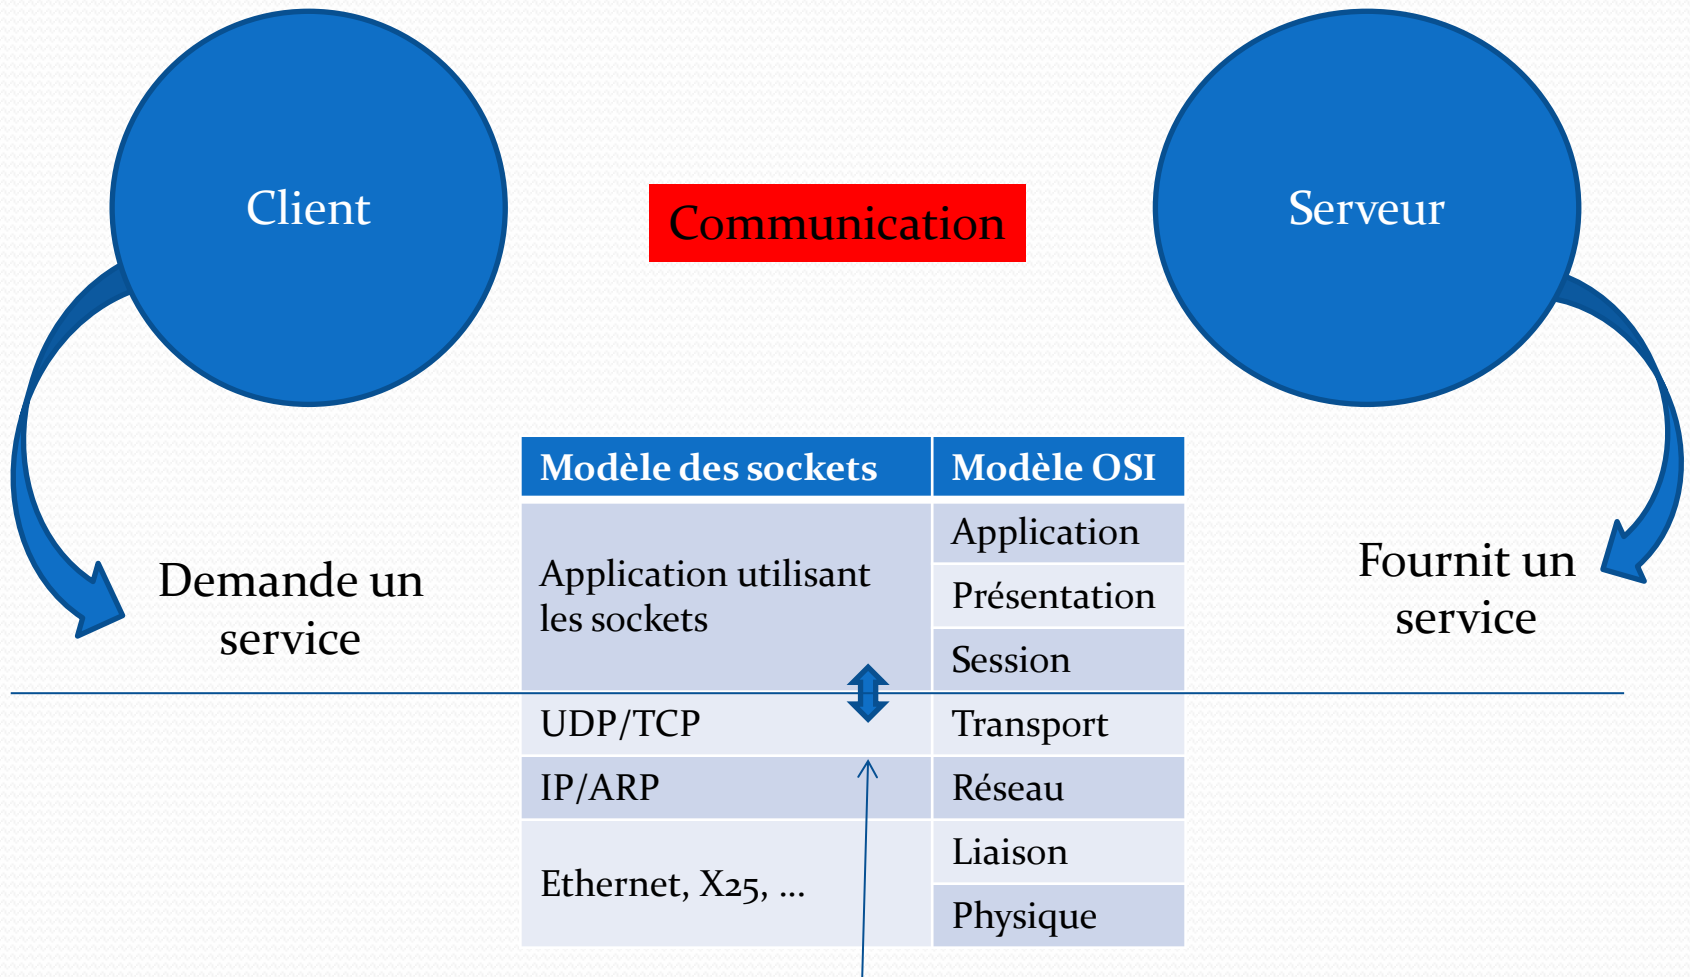 Client
Communication
Serveur
Demande un
service
Modèle des sockets
Modèle OSI
Application utilisant
les sockets
Application
Présentation
Session
UDP/TCP
Transport
IP/ARP
Réseau
Ethernet, X25, ...
Liaison
Physique
Fournit un
service